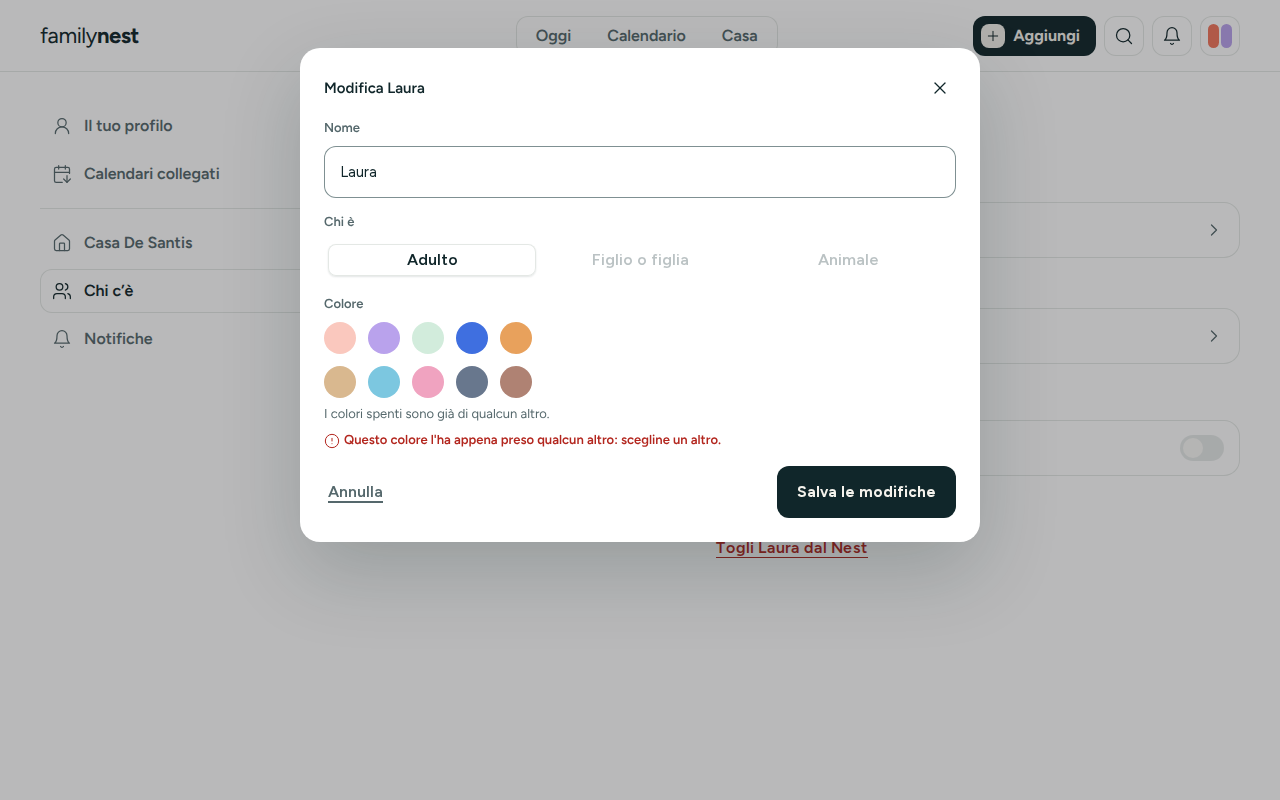 familynest
Oggi Calendario Casa
Aggiungi
Il tuo profilo
Calendari collegati
Casa De Santis
Chi c’è
Notifiche
Modifica Laura
Nome
Laura
Chi è
Adulto Figlio o figlia Animale
Colore
I colori spenti sono già di qualcun altro.
Questo colore l'ha appena preso qualcun altro: scegline un altro.
Annulla Salva le modifiche
Togli Laura dal Nest